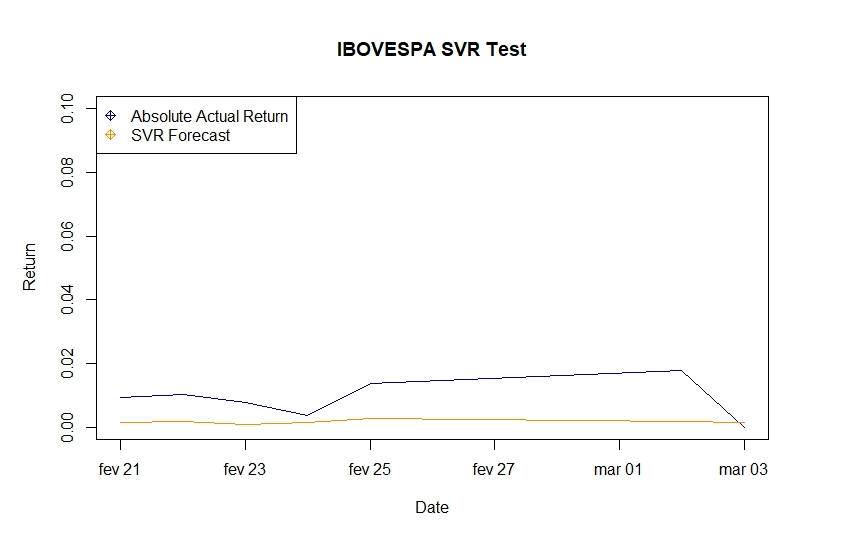 IBOVESPA SVR Test
Absolute Actual Return
SVR Forecast
0.10
0.08
0.06
0.04
0.02
0.00
Return
fev 21 fev 23 fev 25 fev 27 mar 01 mar 03
Date